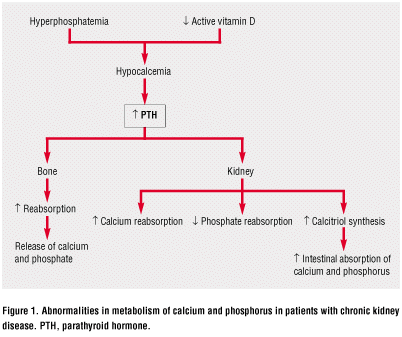 Hyperphosphatemia
↓ Active vitamin D
Hypocalcemia
↑ PTH
Bone
Kidney
↑ Reabsorption
↑ Calcium reabsorption
↓ Phosphate reabsorption
↑ Calcitriol synthesis
Release of calcium
and phosphate
↑ Intestinal absorption of
calcium and phosphorus
Figure 1. Abnormalities in metabolism of calcium and phosphorus in patients with chronic kidney
disease. PTH, parathyroid hormone.